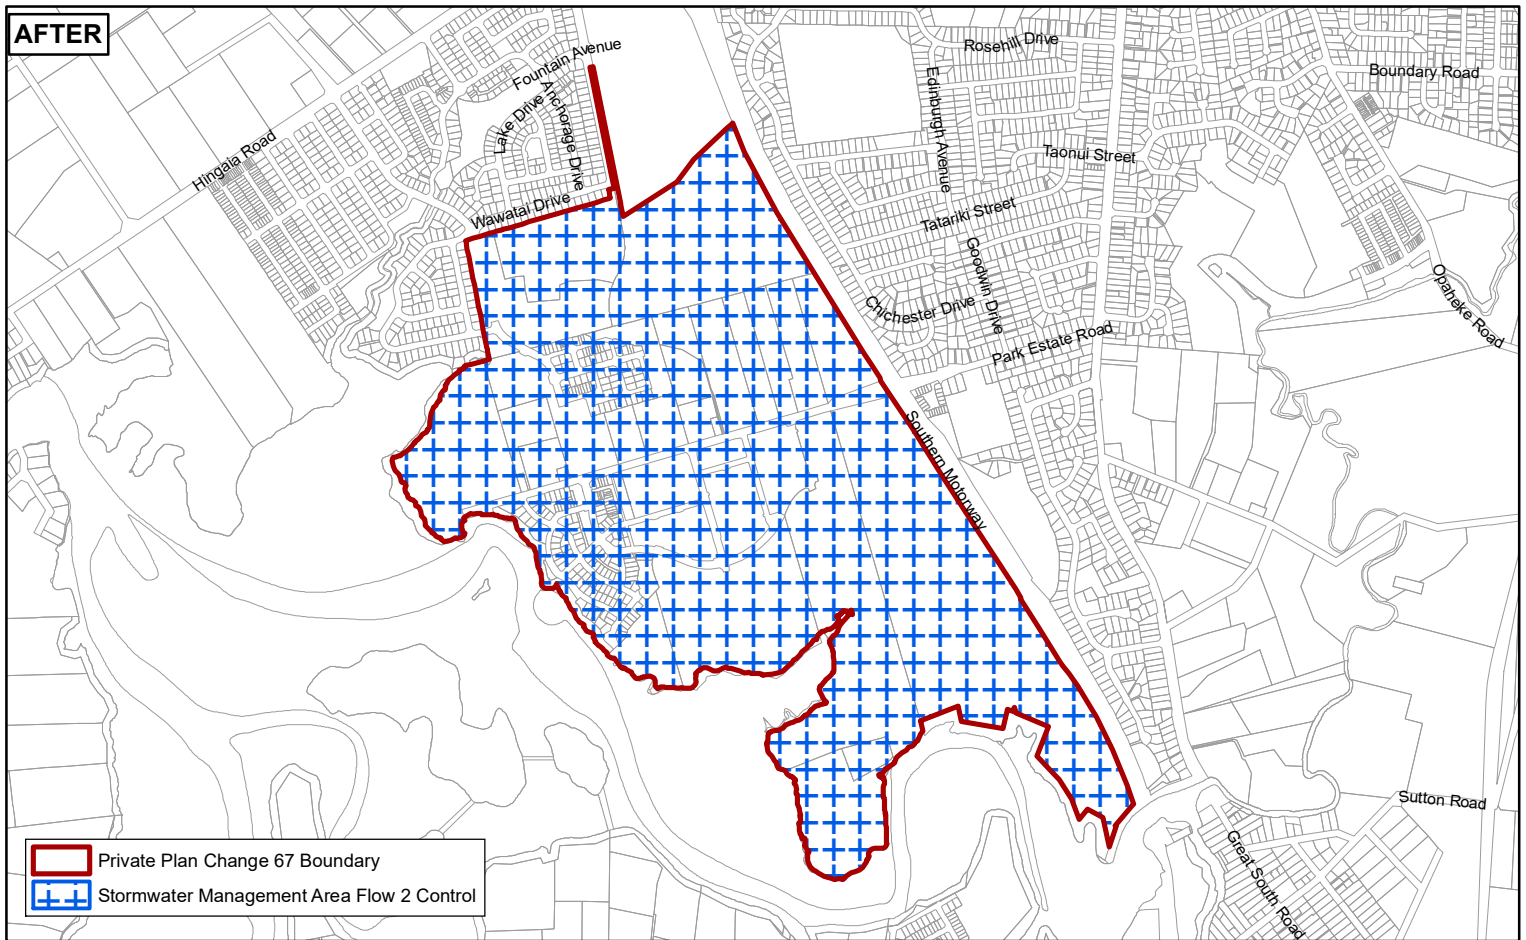 AFTER
Fountain Avenue
Rosehill Drive
Boundary Road
Edinburgh Avenue
Anchorage Drive
Lake Drive
Hingaia Road
Taonui Street
Wawatai Drive
Tatariki Street
Goodwin Drive
Opaheke Road
Chichester Drive
Park Estate Road
Southern Motorway
Sutton Road
Great South Road
Private Plan Change 67 Boundary
Stormwater Management Area Flow 2 Control